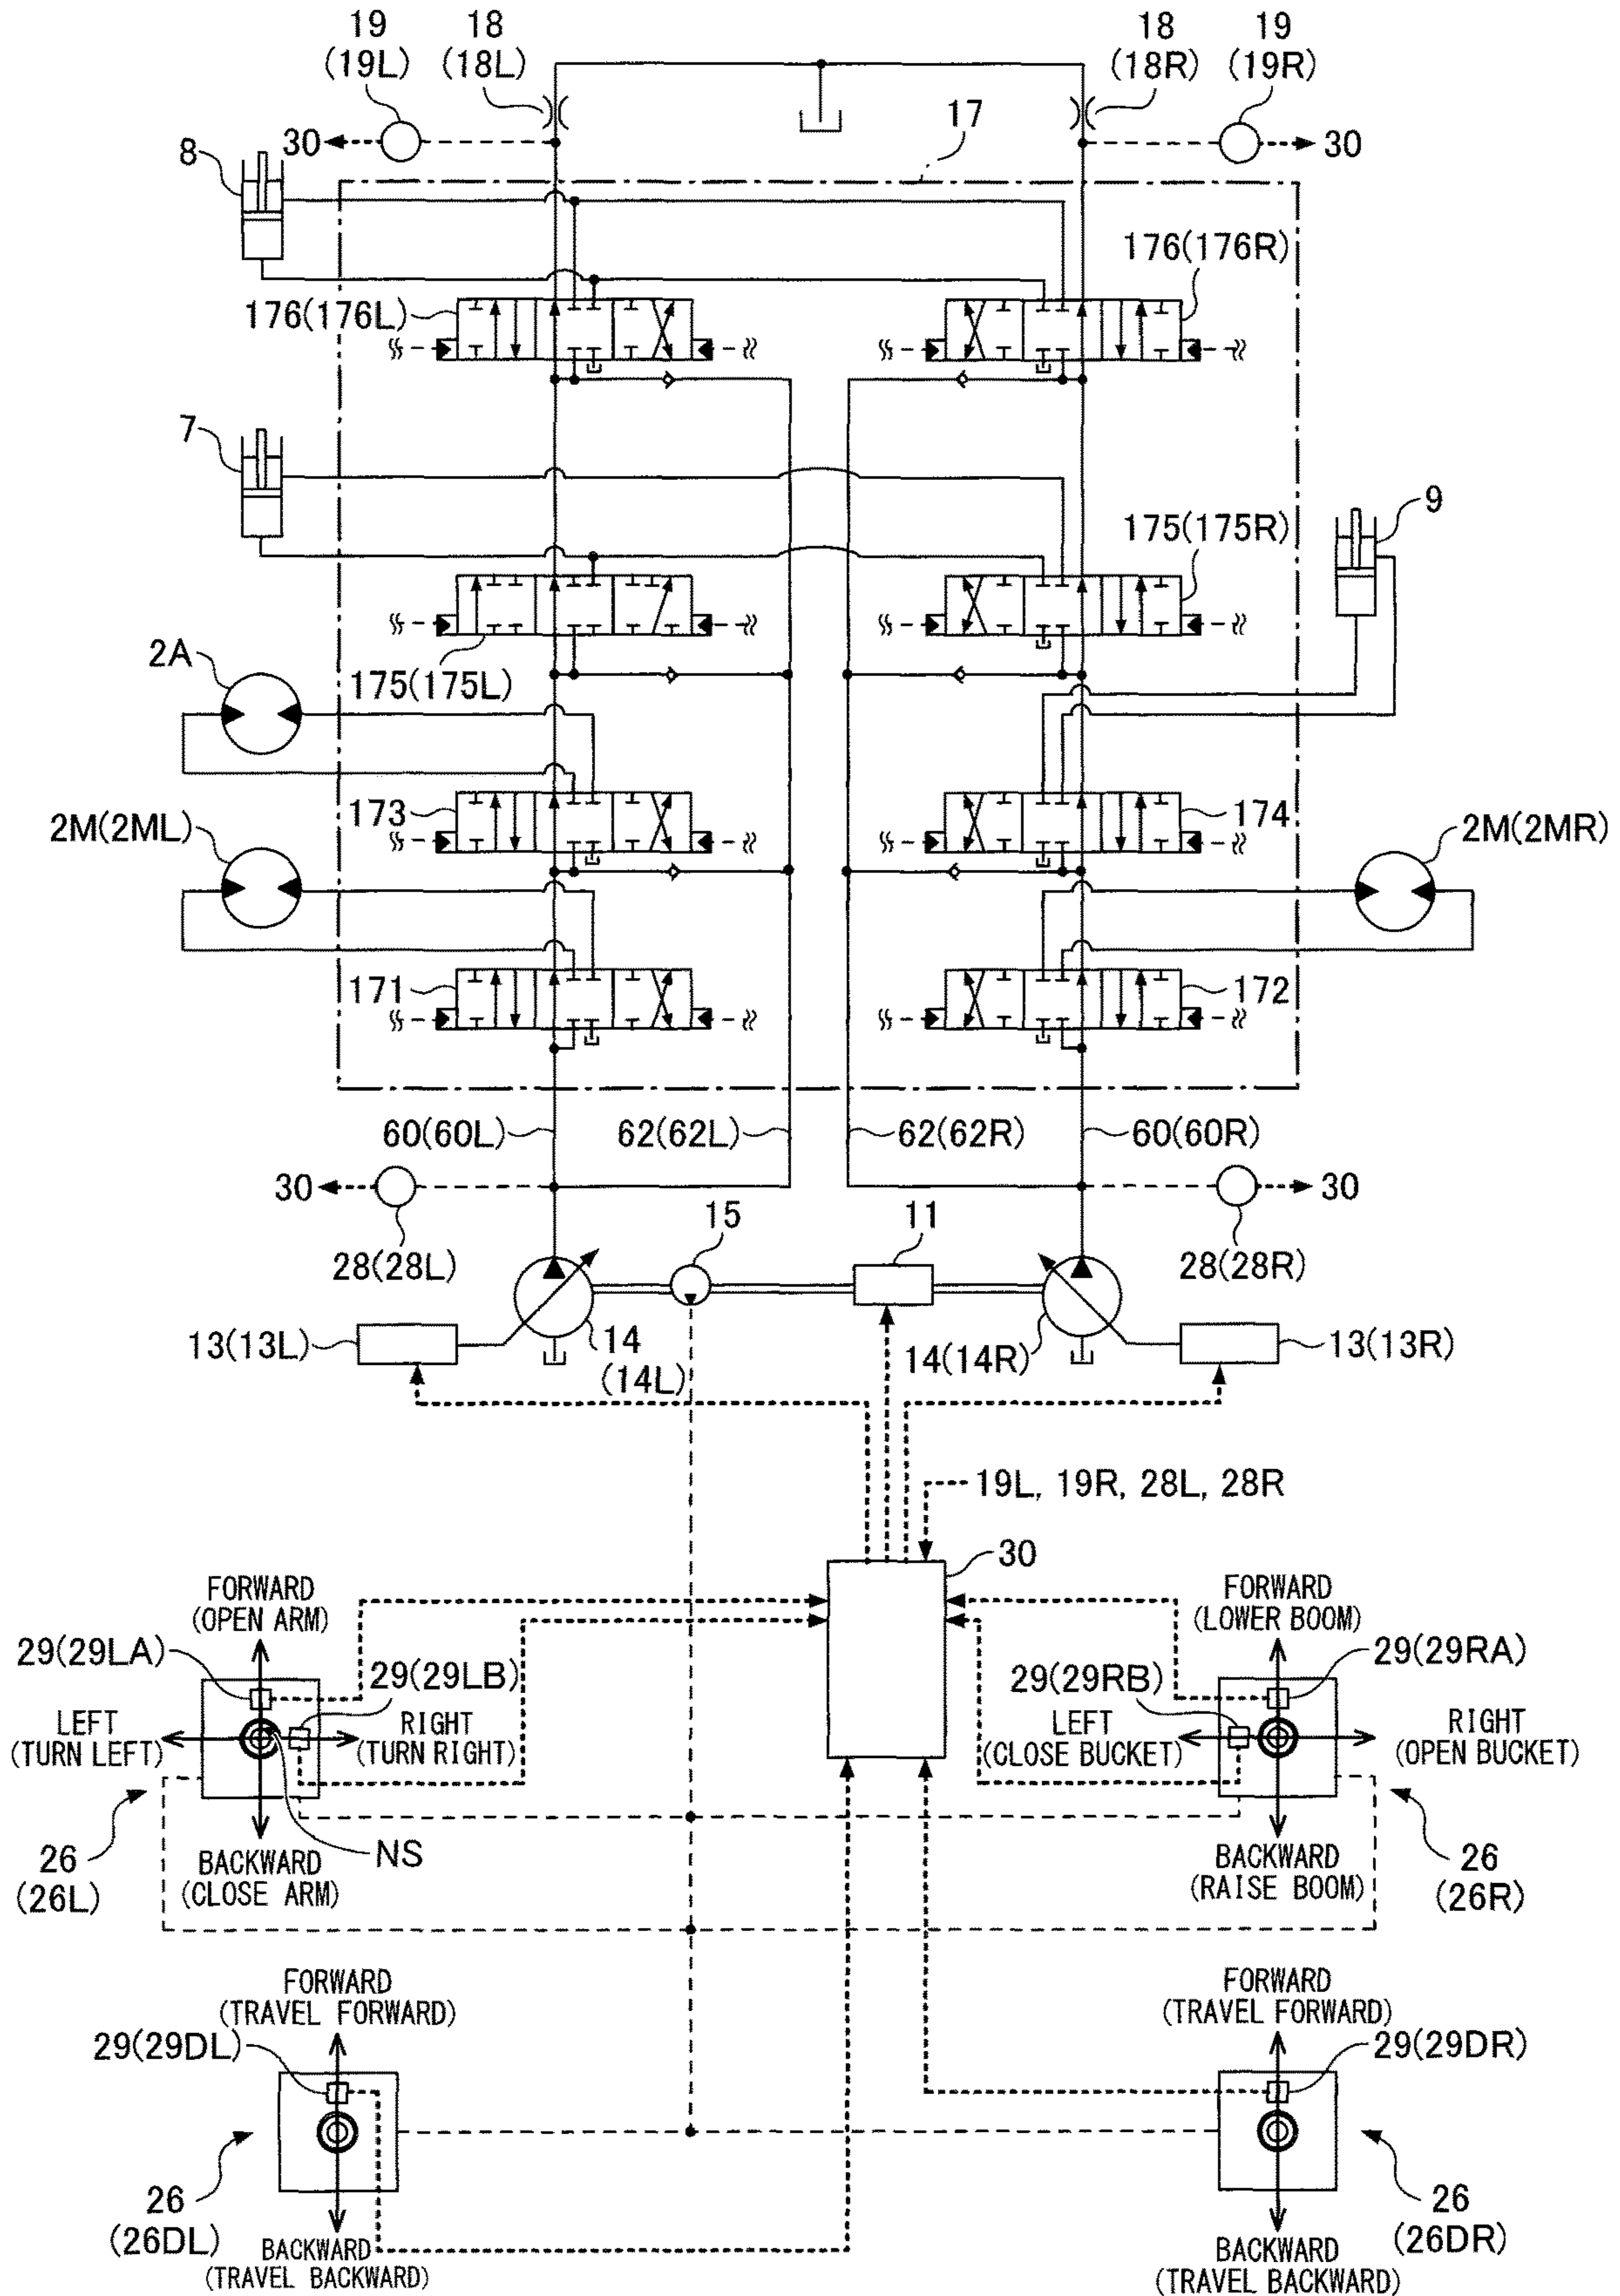 19
(19L)
18
(18L)
18
(18R)
19
(19R)
17
30
30
8
176(176R)
176(176L)
7
9
175(175R)
2A
175(175L)
173
174
2M(2ML)
2M(2MR)
171
172
60(60L)
62(62L)
62(62R)
60(60R)
30
30
15
11
28(28L)
28(28R)
13(13L)
14
(14L)
14(14R)
13(13R)
19L, 19R, 28L, 28R
30
FORWARD
(OPEN ARM)
FORWARD
(LOWER BOOM)
29(29LA)
29(29LB)
29(29RB)
29(29RA)
LEFT
(TURN LEFT)
RIGHT
(TURN RIGHT)
LEFT
(CLOSE BUCKET)
RIGHT
(OPEN BUCKET)
NS
26
(26L)
BACKWARD
(CLOSE ARM)
BACKWARD
(RAISE BOOM)
26
(26R)
FORWARD
(TRAVEL FORWARD)
FORWARD
(TRAVEL FORWARD)
29(29DL)
29(29DR)
26
(26DL)
BACKWARD
(TRAVEL BACKWARD)
26
(26DR)
BACKWARD
(TRAVEL BACKWARD)